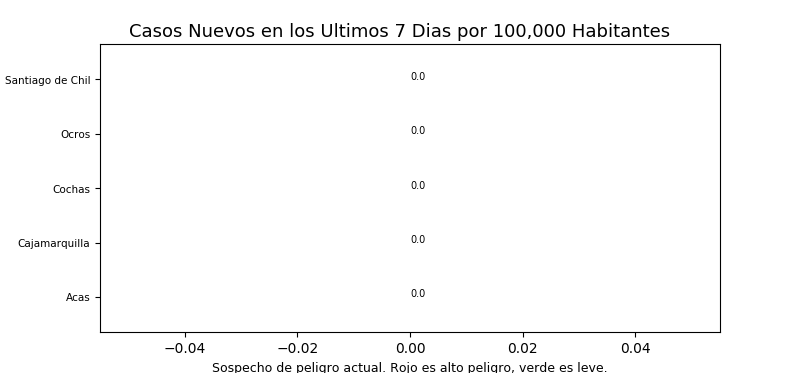 Casos Nuevos en los Ultimos 7 Dias por 100,000 Habitantes
Santiago de Chil
0.0
Ocros
0.0
Cochas
0.0
Cajamarquilla
0.0
Acas
0.0
−0.04 −0.02 0.00 0.02 0.04
Sospecho de peligro actual. Rojo es alto peligro, verde es leve.